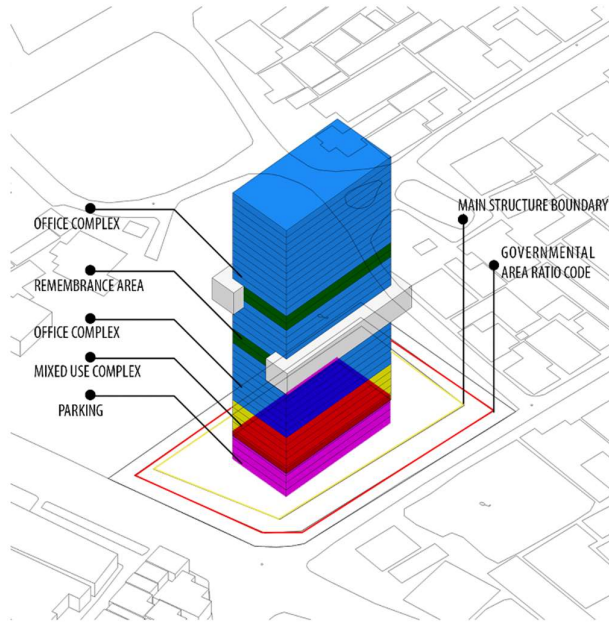 OFFICE COMPLEX
REMEMBRANCE AREA
OFFICE COMPLEX
MIXED USE COMPLEX
PARKING
MAIN STRUCTURE BOUNDARY
GOVERNMENTAL
AREA RATIO CODE